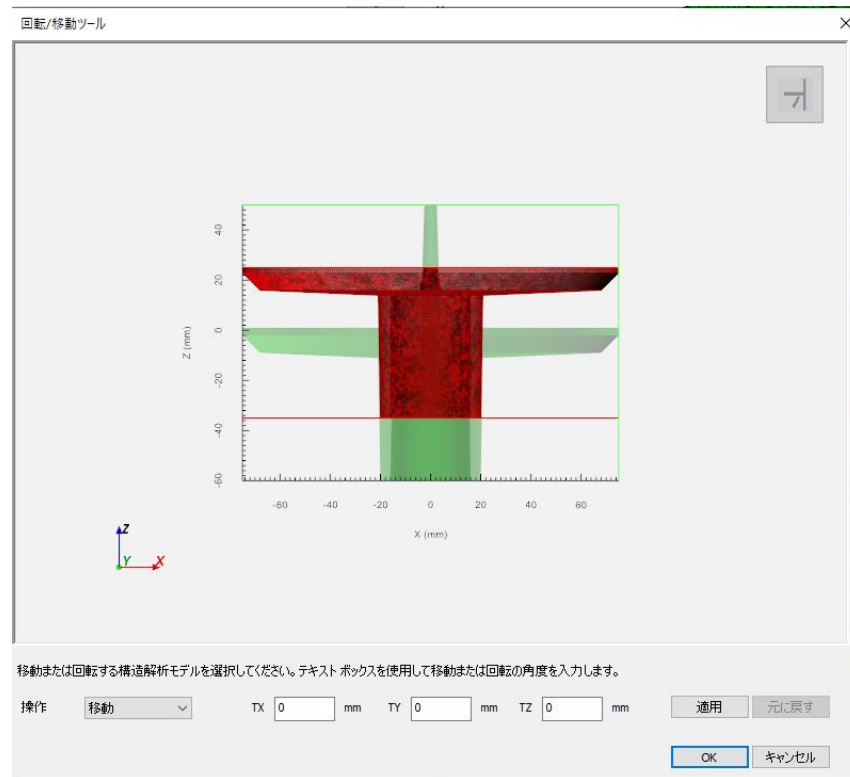 回転/移動ツール
下
40
20
0
-20
-40
-60
Z (mm)
-60 -40 -20 0 20 40 60
X (mm)
Z
Y X
移動または回転する構造解析モデルを選択してください。テキスト ボックスを使用して移動または回転の角度を入力します。
操作 移動 TX 0 mm TY 0 mm TZ 0 mm 適用 元に戻す
OK キャンセル